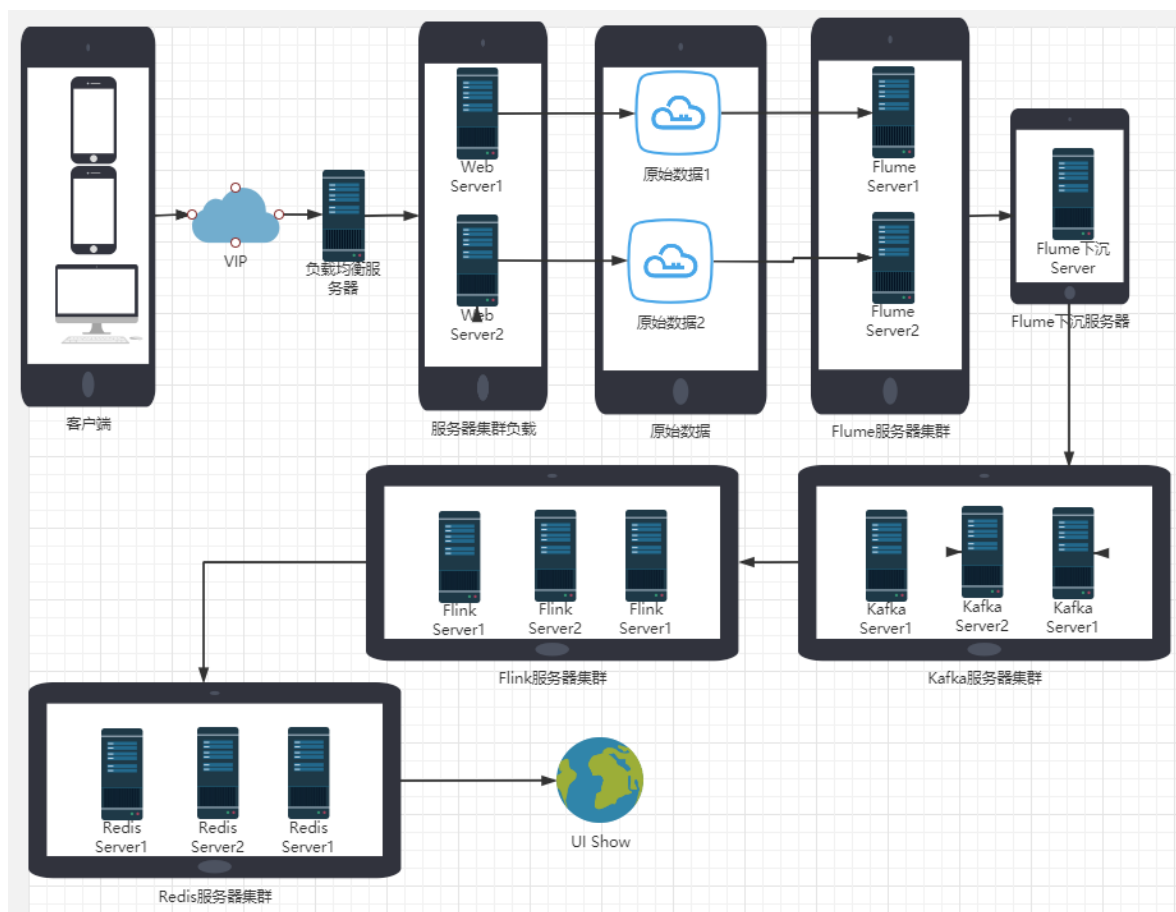 Web
Server1
原始数据1
Flume
Server1
VIP
负载均衡服
务器
Web
Server2
原始数据2
Flume
Server2
Flume下沉
Server
Flume下沉服务器
客户端
服务器集群负载
原始数据
Flume服务器集群
Flink
Server1
Flink
Server2
Flink
Server1
Kafka
Server1
Kafka
Server2
Kafka
Server1
Flink服务器集群
Kafka服务器集群
Redis
Server1
Redis
Server2
Redis
Server1
UI Show
Redis服务器集群